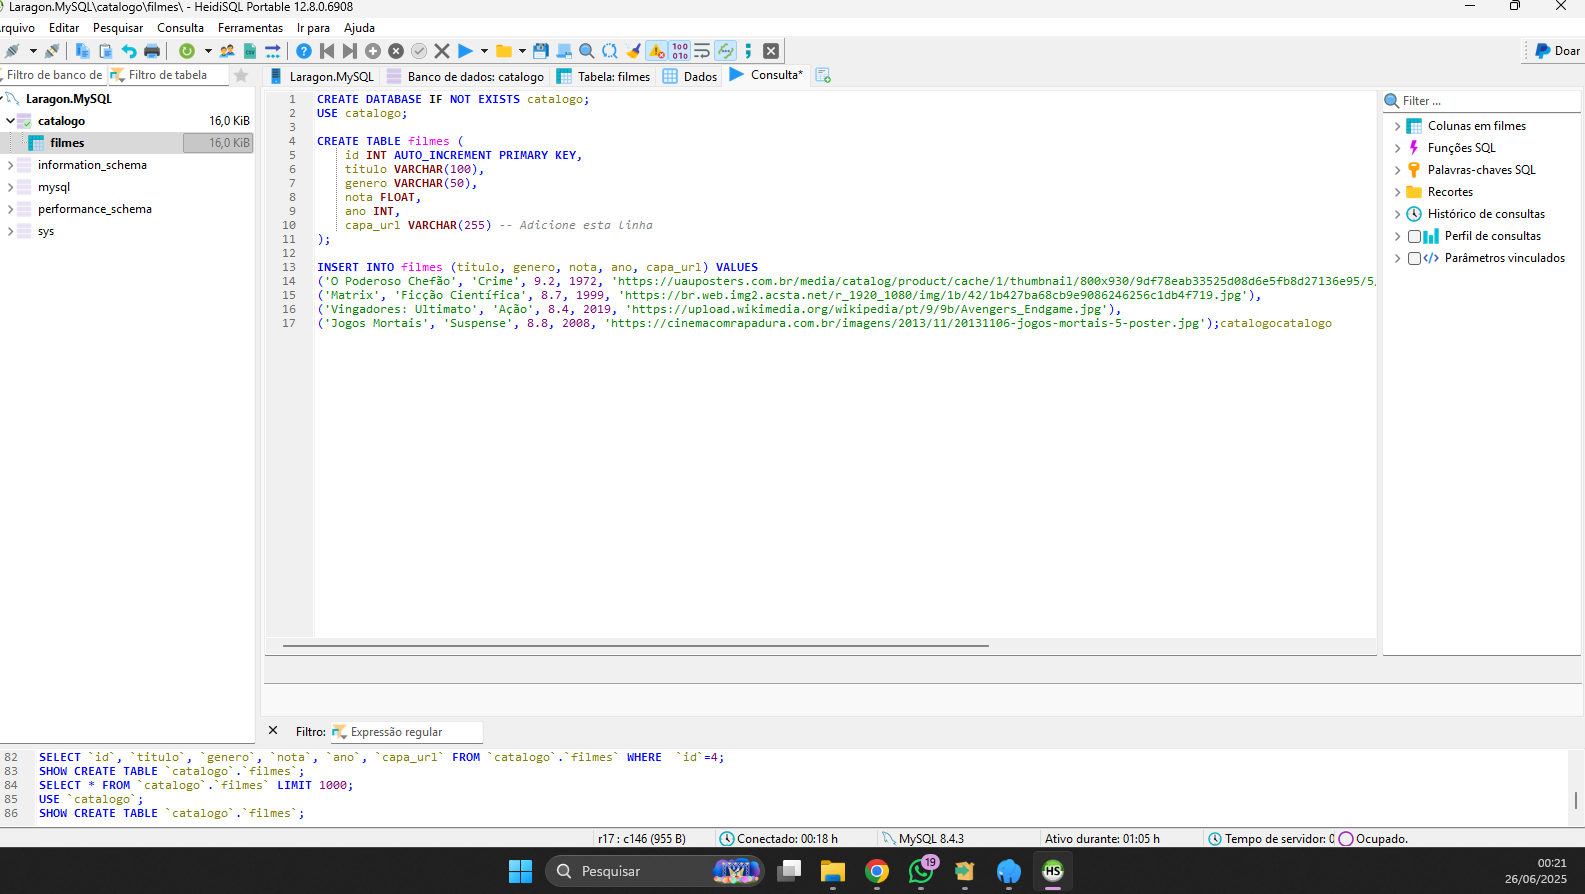 Laragon.MySQL\catalogo\filmes\ - HeidiSQL Portable 12.8.0.6908
rquivo Editar Pesquisar Consulta Ferramentas Ir para Ajuda
Doar
Filtro de banco de Filtro de tabela
Laragon.MySQL Banco de dados: catalogo Tabela: filmes Dados Consulta*
Laragon.MySQL
catalogo 16,0 KiB
filmes 16,0 KiB
information_schema
mysql
performance_schema
sys
1 CREATE DATABASE IF NOT EXISTS catalogo;
2 USE catalogo;
3
4 CREATE TABLE filmes (
5 id INT AUTO_INCREMENT PRIMARY KEY,
6 titulo VARCHAR(100),
7 genero VARCHAR(50),
8 nota FLOAT,
9 ano INT,
10 capa_url VARCHAR(255) -- Adicione esta linha
11 );
12
13 INSERT INTO filmes (titulo, genero, nota, ano, capa_url) VALUES
14 ('O Poderoso Chefão', 'Crime', 9.2, 1972, 'https://uauposters.com.br/media/catalog/product/cache/1/thumbnail/800x930/9df78eab33525d08d6e5fb8d27136e95/5/
15 ('Matrix', 'Ficção Científica', 8.7, 1999, 'https://br.web.img2.acsta.net/r_1920_1080/img/1b/42/1b427ba68cb9e9086246256c1db4f719.jpg'),
16 ('Vingadores: Ultimato', 'Ação', 8.4, 2019, 'https://upload.wikimedia.org/wikipedia/pt/9/9b/Avengers_Endgame.jpg'),
17 ('Jogos Mortais', 'Suspense', 8.8, 2008, 'https://cinemacomrapadura.com.br/imagens/2013/11/20131106-jogos-mortais-5-poster.jpg');catalogocatalogo
Filter ...
Colunas em filmes
Funções SQL
Palavras-chaves SQL
Recortes
Histórico de consultas
Perfil de consultas
Parâmetros vinculados
Filtro: Expressão regular
82 SELECT `id`, `titulo`, `genero`, `nota`, `ano`, `capa_url` FROM `catalogo`.`filmes` WHERE  `id`=4;
83 SHOW CREATE TABLE `catalogo`.`filmes`;
84 SELECT * FROM `catalogo`.`filmes` LIMIT 1000;
85 USE `catalogo`;
86 SHOW CREATE TABLE `catalogo`.`filmes`;
r17 : c146 (955 B) Conectado: 00:18 h MySQL 8.4.3 Ativo durante: 01:05 h Tempo de servidor: 0 Ocupado.
Pesquisar
19
HS
00:21
26/06/2025